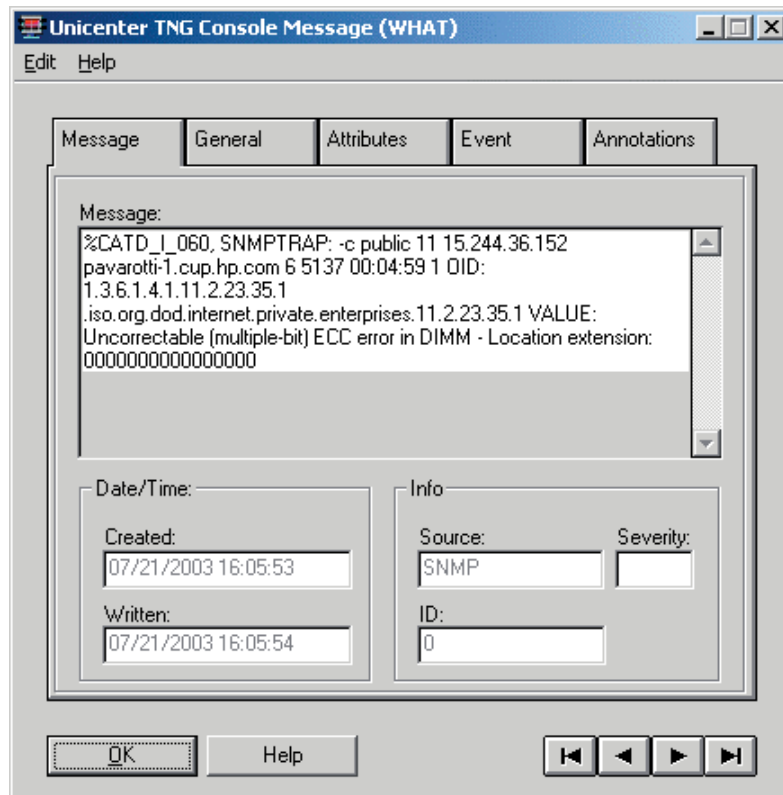 Unicenter TNG Console Message (WHAT)
Edit Help
Message General Attributes Event Annotations
Message:
%CATD_I_060, SNMPTRAP: -c public 11 15.244.36.152
pavarotti-1.cup.hp.com 6 5137 00:04:59 1 OID:
1.3.6.1.4.1.11.2.23.35.1
.iso.org.dod.internet.private.enterprises.11.2.23.35.1 VALUE:
Uncorrectable (multiple-bit) ECC error in DIMM - Location extension:
0000000000000000
Date/Time:
Created:
07/21/2003 16:05:53
Written:
07/21/2003 16:05:54
Info
Source: Severity:
SNMP
ID:
0
OK Help